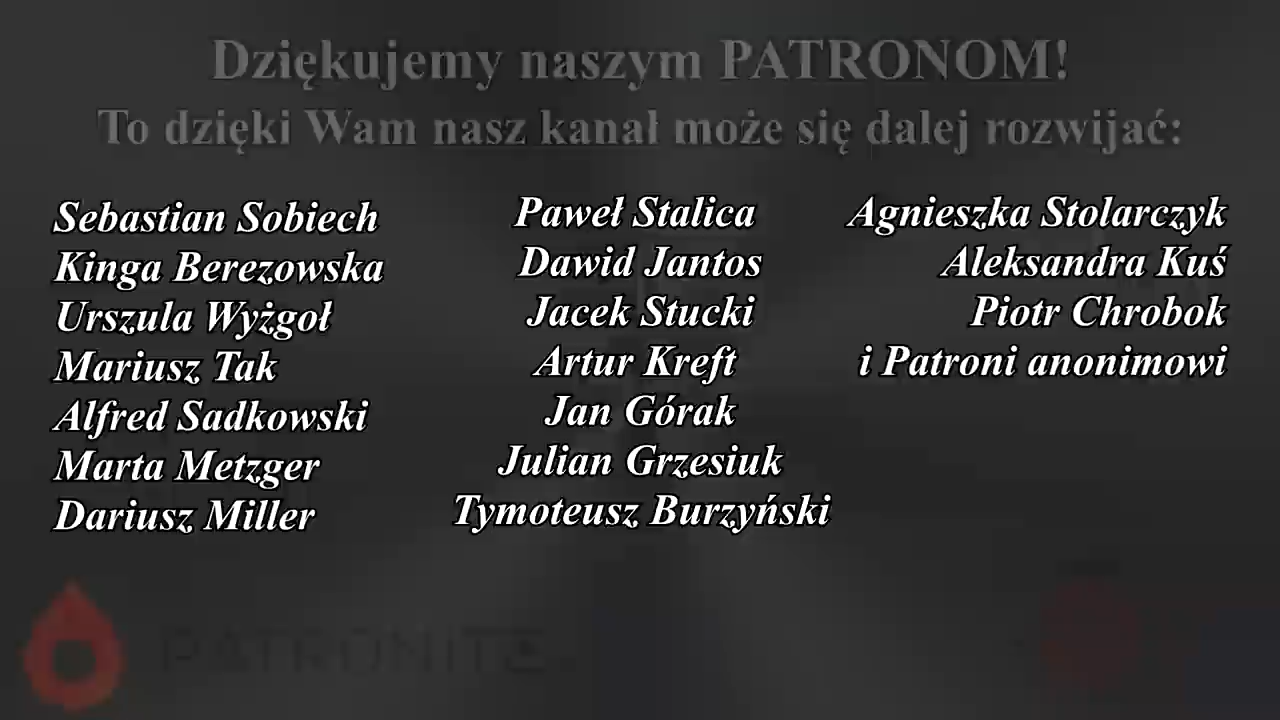 Dziękujemy naszym PATRONOM!
To dzięki Wam nasz kanał może się dalej rozwijać:
Sebastian Sobiech
Kinga Berezowska
Urszula Wyżgoł
Mariusz Tak
Alfred Sadkowski
Marta Metzger
Dariusz Miller
Paweł Stalica
Dawid Jantos
Jacek Stucki
Artur Kreft
Jan Górak
Julian Grzesiuk
Tymoteusz Burzyński
Agnieszka Stolarczyk
Aleksandra Kuś
Piotr Chrobok
i Patroni anonimowi
PATRONITE